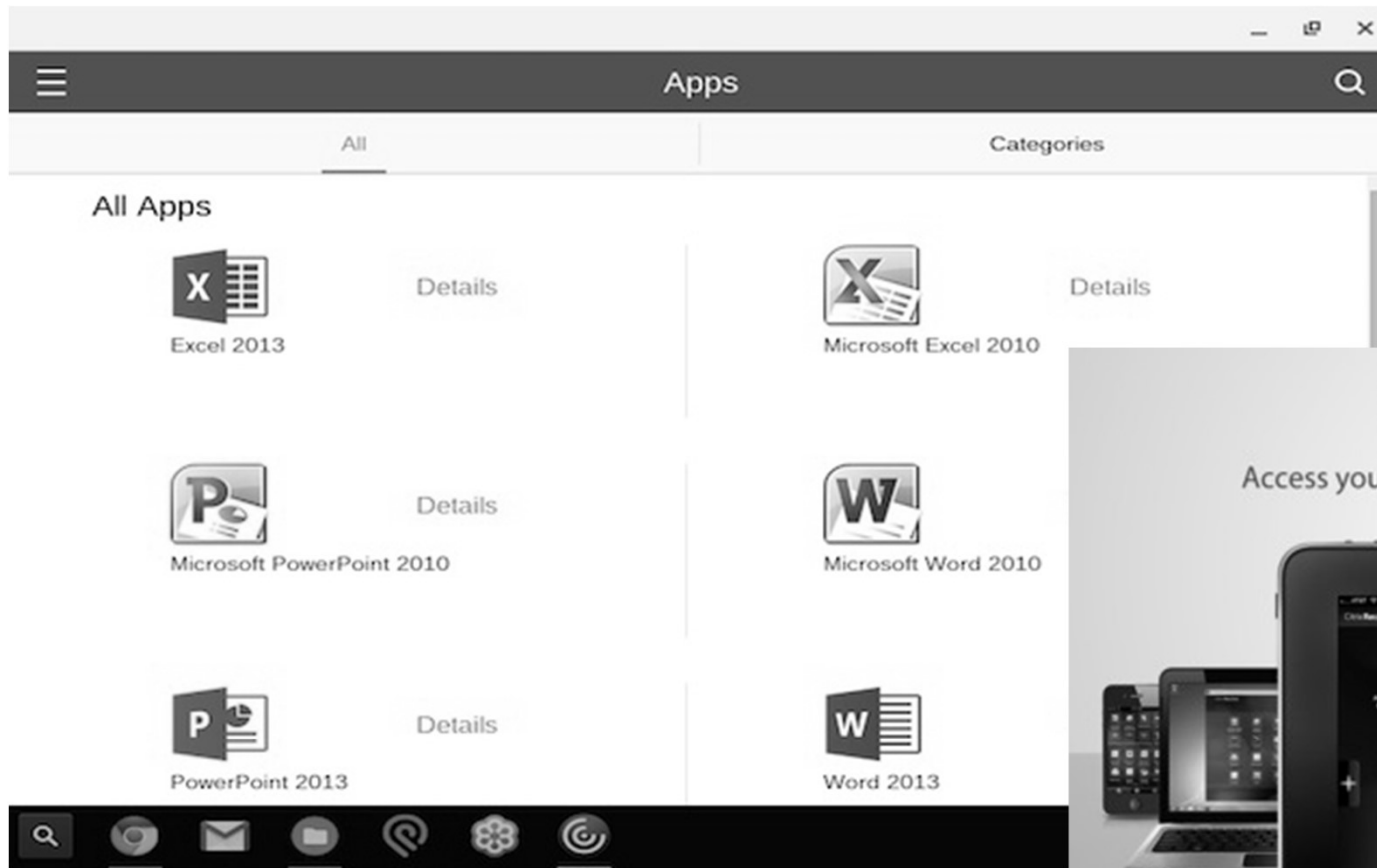 Apps
All Categories
All Apps
Details Details
Excel 2013 Microsoft Excel 2010
Access you
Details
Microsoft PowerPoint 2010 Microsoft Word 2010
Details
PowerPoint 2013 Word 2013